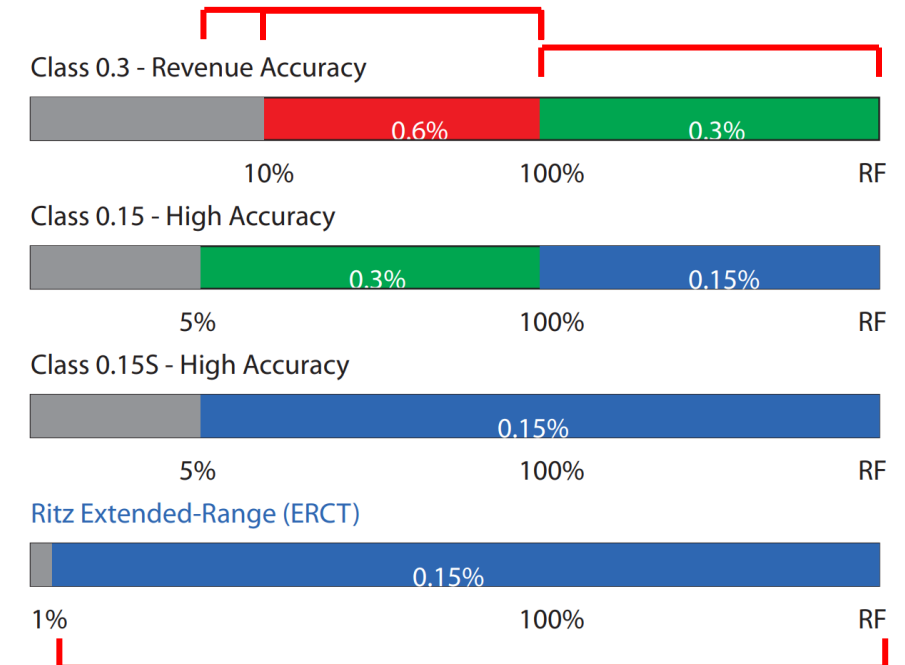 Class 0.3 - Revenue Accuracy
0.6% 0.3%
10% 100% RF
Class 0.15 - High Accuracy
0.3% 0.15%
5% 100% RF
Class 0.15S - High Accuracy
0.15%
5% 100% RF
Ritz Extended-Range (ERCT)
0.15%
1% 100% RF